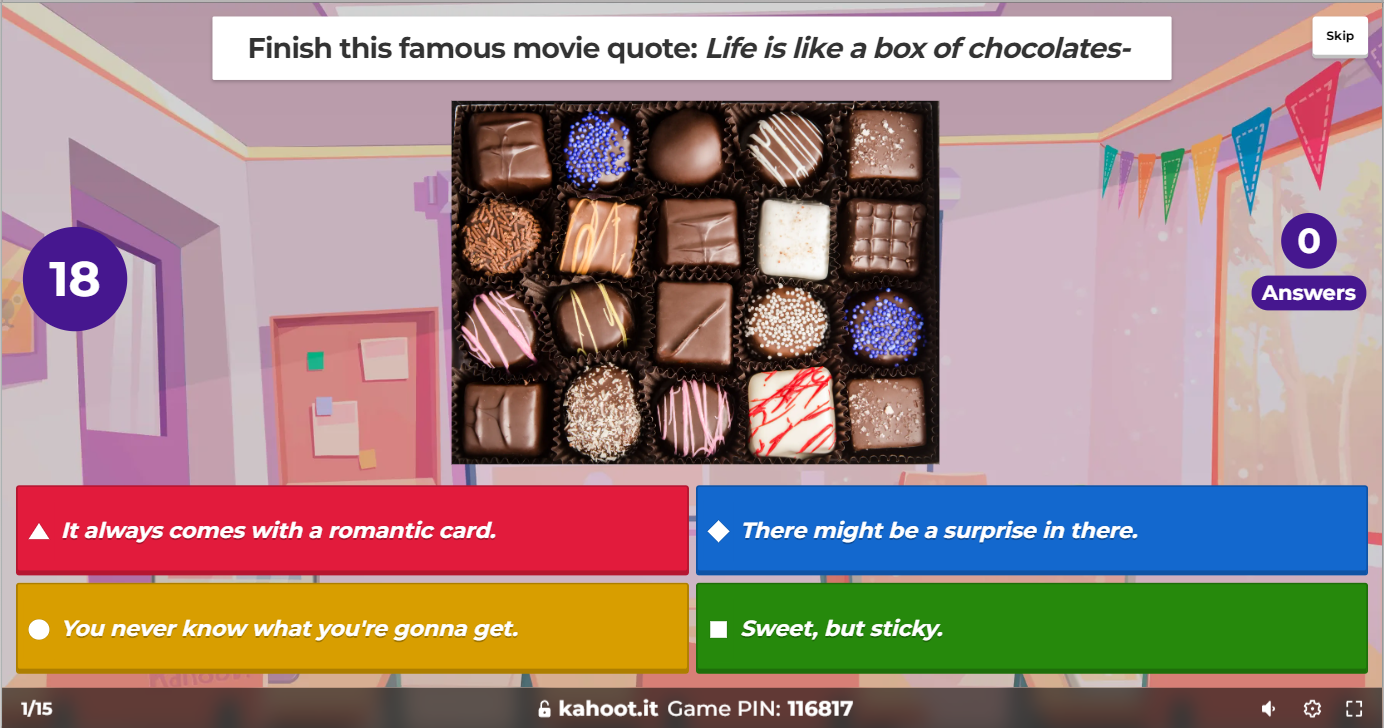 Finish this famous movie quote: Life is like a box of chocolates-
Skip
18
0
Answers
It always comes with a romantic card.
There might be a surprise in there.
You never know what you're gonna get.
Sweet, but sticky.
1/15
kahoot.it Game PIN: 116817